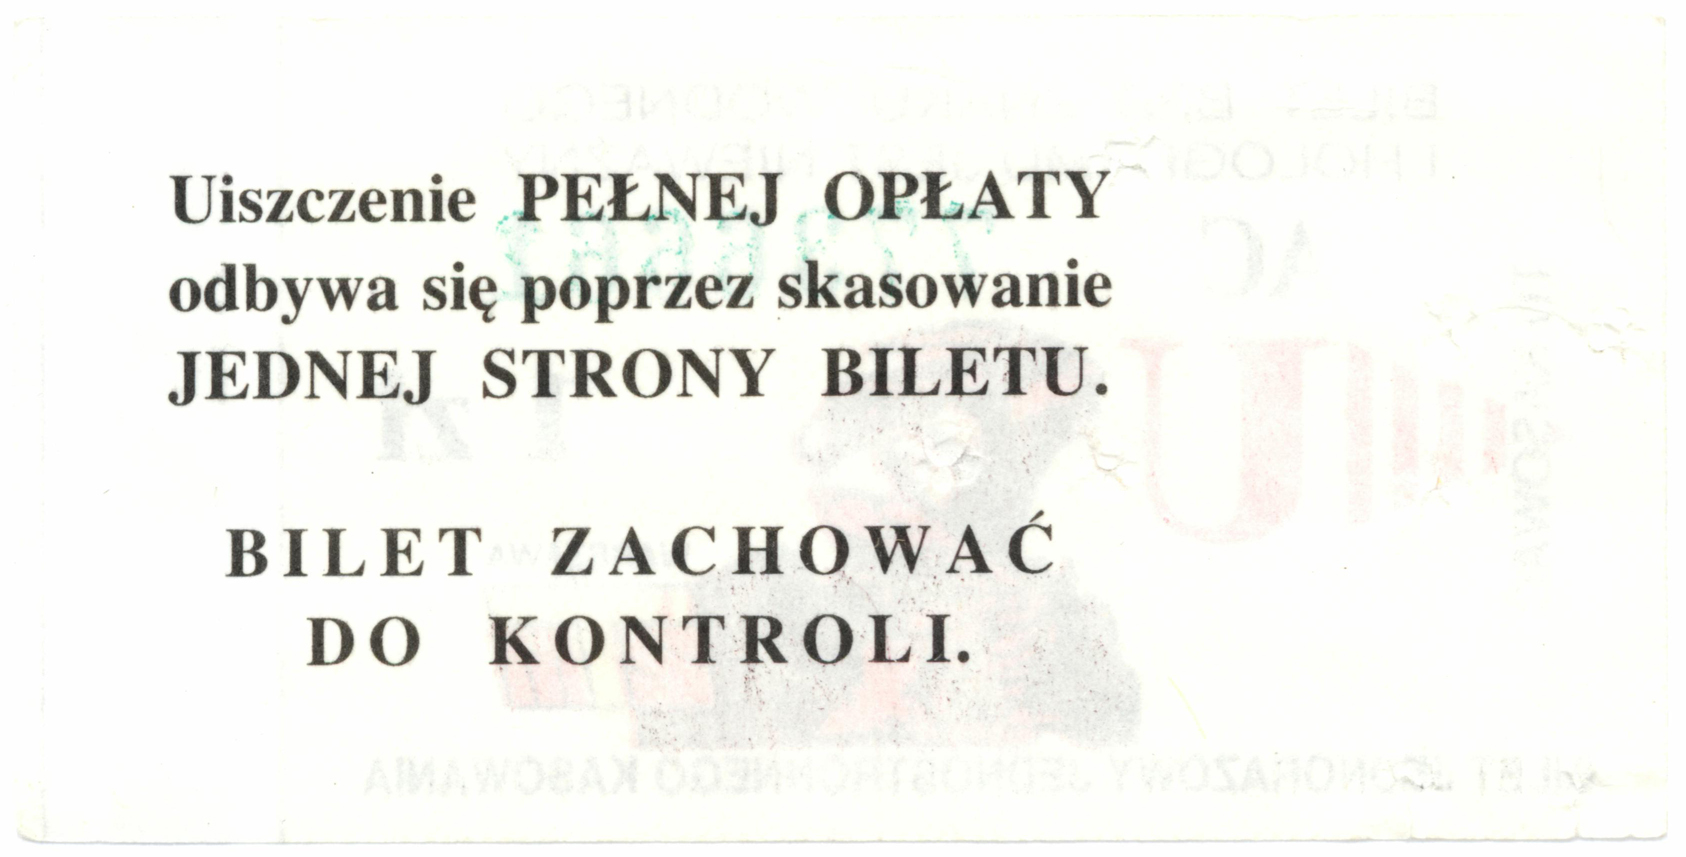 Uiszczenie PEŁNEJ OPŁATY
odbywa się poprzez skasowanie
JEDNEJ STRONY BILETU.
BILET ZACHOWAĆ
DO KONTROLI.